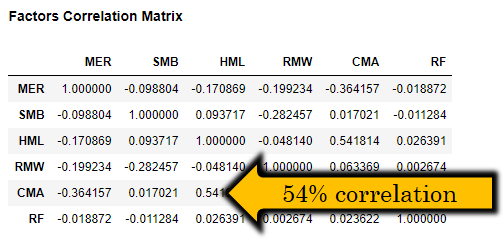 Factors Correlation Matrix
MER SMB HML RMW CMA RF
MER 1.000000 -0.098804 -0.170869 -0.199234 -0.364157 -0.018872
SMB -0.098804 1.000000 0.093717 -0.282457 0.017021 -0.011284
HML -0.170869 0.093717 1.000000 -0.048140 0.541814 0.026391
RMW -0.199234 -0.282457 -0.048140 1.000000 0.063369 0.002674
CMA -0.364157 0.017021 0.541 54% correlation
RF -0.018872 -0.011284 0.026391 0.002674 0.023622 1.000000